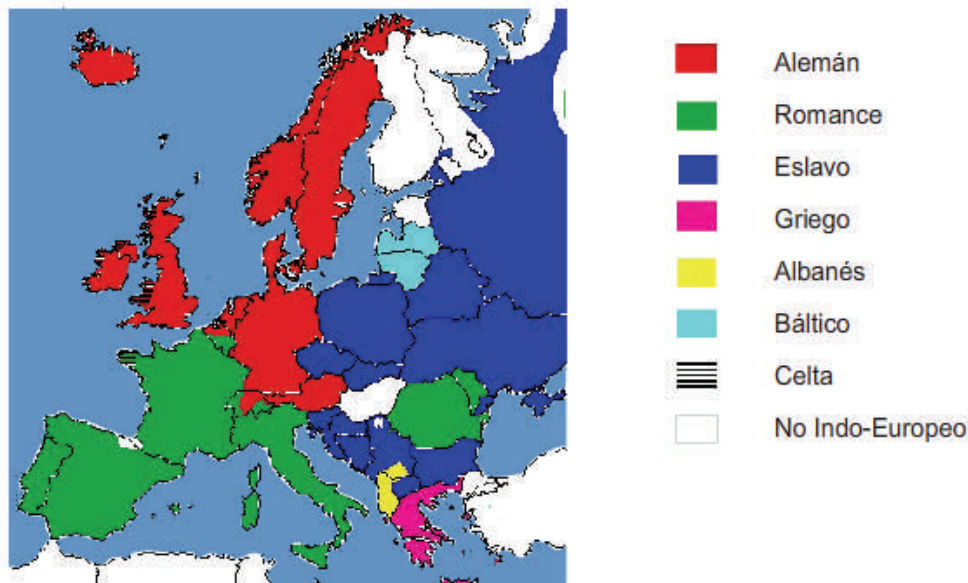 Alemán
Romance
Eslavo
Griego
Albanés
Báltico
Celta
No Indo-Europeo